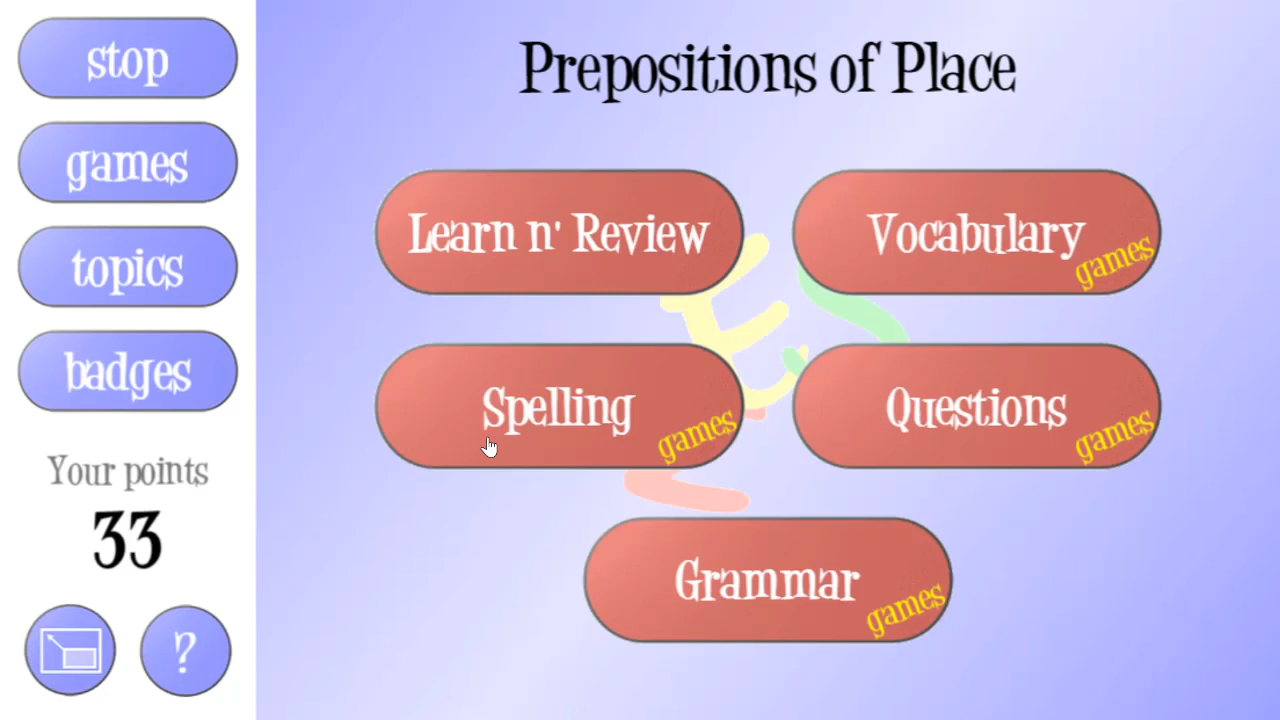 stop
games
topics
badges
Your points
33
?
Prepositions of Place
Learn n' Review
Vocabulary
games
Spelling
games
Questions
games
Grammar
games